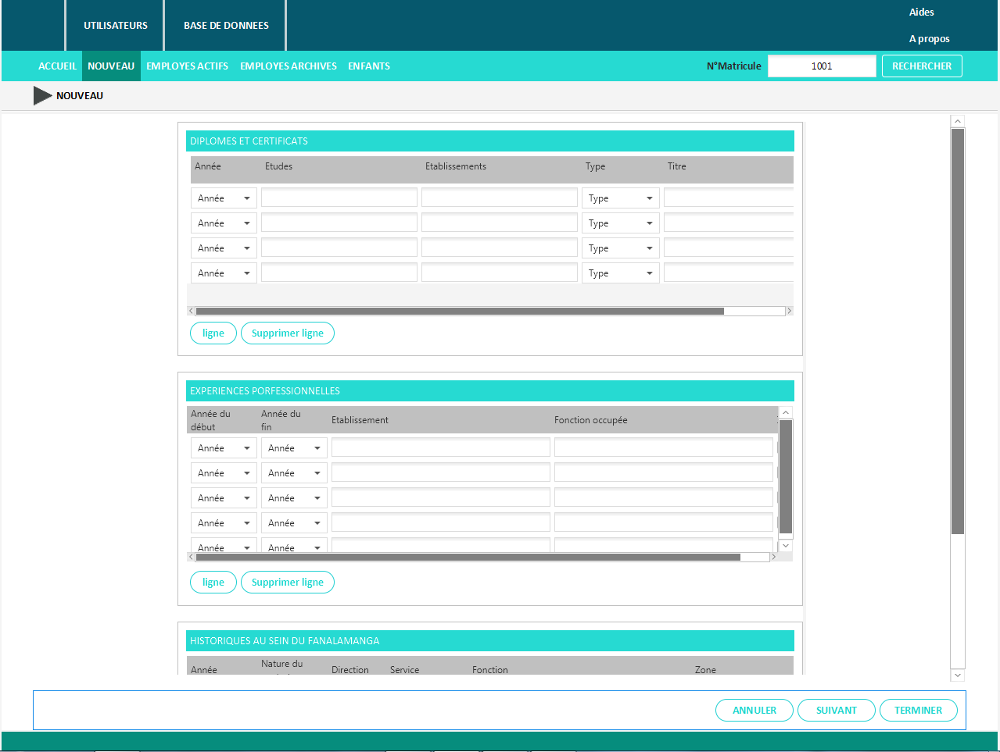 UTILISATEURS BASE DE DONNEES Aides
A propos
ACCUEIL NOUVEAU EMPLOYES ACTIFS EMPLOYES ARCHIVES ENFANTS N°Matricule 1001 RECHERCHER
NOUVEAU
DIPLOMES ET CERTIFICATS
Année Etudes Etablissements Type Titre
Année Type
Année Type
Année Type
Année Type
ligne Supprimer ligne
EXPERIENCES PORFESSIONNELLES
Année du début Année du fin Etablissement Fonction occupée
Année Année
Année Année
Année Année
Année Année
Année Année
ligne Supprimer ligne
HISTORIQUES AU SEIN DU FANALAMANGA
Année Nature du Direction Service Fonction Zone
ANNULER SUIVANT TERMINER